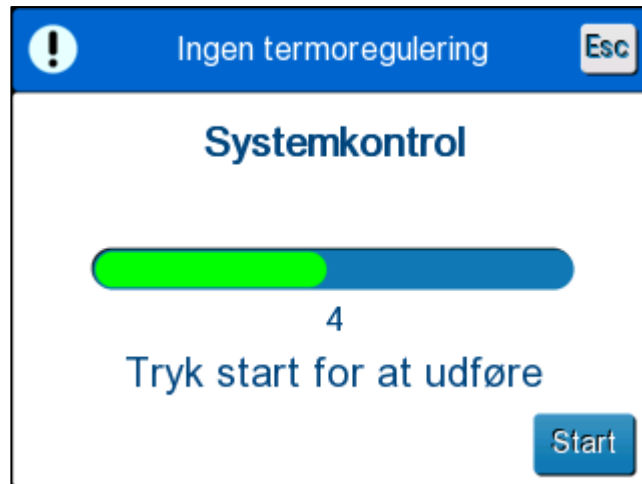 Ingen termoregulering
Esc
Systemkontrol
4
Tryk start for at udføre
Start